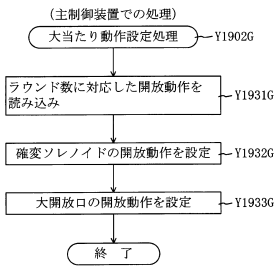 (主制御装置での処理)
大当たり動作設定処理
Y1902G
ラウンド数に対応した開放動作を
読み込み
Y1931G
確変ソレノイドの開放動作を設定
Y1932G
大開放口の開放動作を設定
Y1933G
終 了